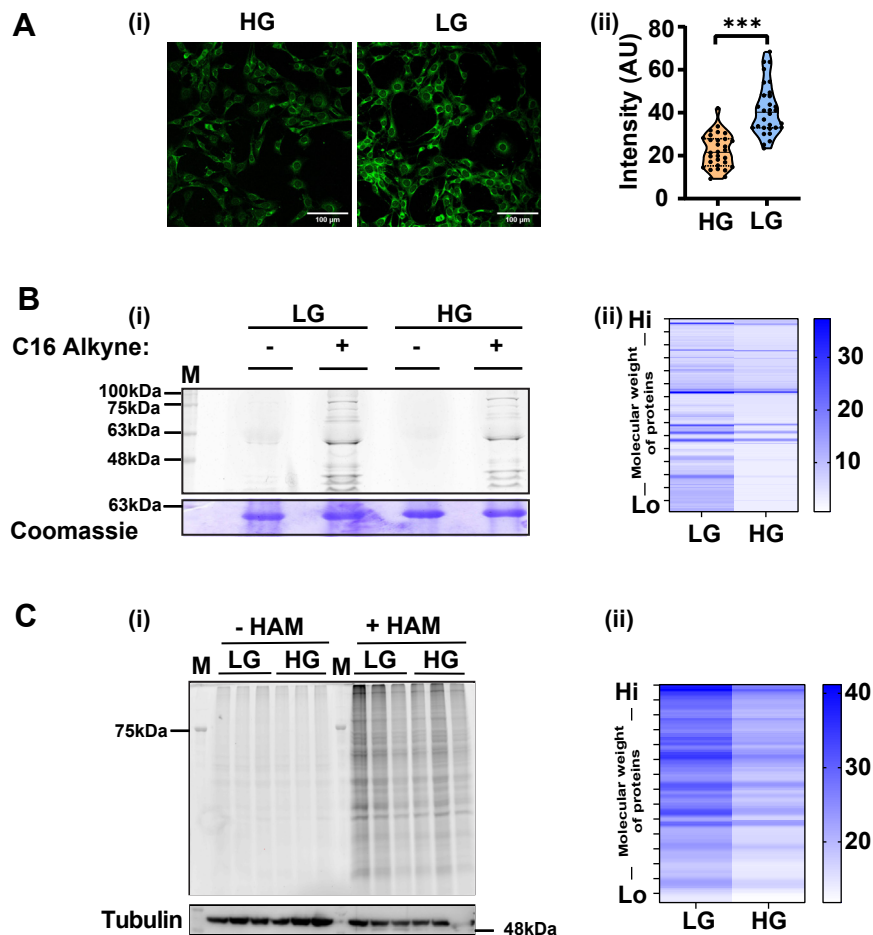 A
(i)
HG
LG
100 µm
100 µm
(ii)
***
Intensity (AU)
80
60
40
20
0
HG
LG
B
(i)
LG
HG
C16 Alkyne:
-
+
-
+
M
100kDa
75kDa
63kDa
48kDa
63kDa
Coomassie
(ii)
Hi
Molecular weight
of proteins
Lo
LG
HG
30
20
10
C
(i)
- HAM
+ HAM
M
LG
HG
M
LG
HG
75kDa
Tubulin
48kDa
(ii)
Hi
Molecular weight
of proteins
Lo
LG
HG
40
30
20